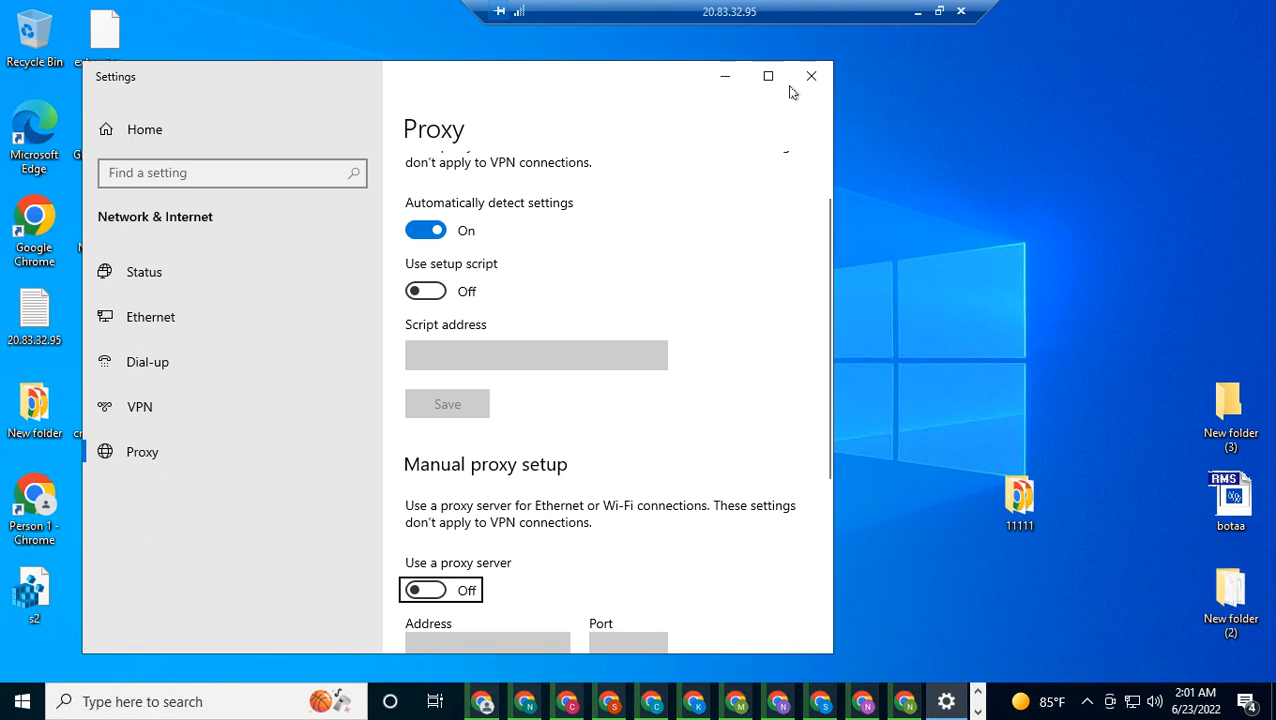 20.83.32.95
Recycle Bin
Settings
Home
Proxy
don't apply to VPN connections.
Find a setting
Microsoft
Edge
Automatically detect settings
Network & Internet
On
Google
Chrome
Use setup script
Status
Off
Ethernet
Script address
20.83.32.95
Dial-up
VPN
Save
New folder
New folder
(3)
Proxy
Manual proxy setup
RMS
Use a proxy server for Ethernet or Wi-Fi connections. These settings
don't apply to VPN connections.
Person 1 -
Chrome
11111
botaa
Use a proxy server
Off
s2
Address
Port
New folder
(2)
Type here to search
85°F
2:01 AM
6/23/2022
4